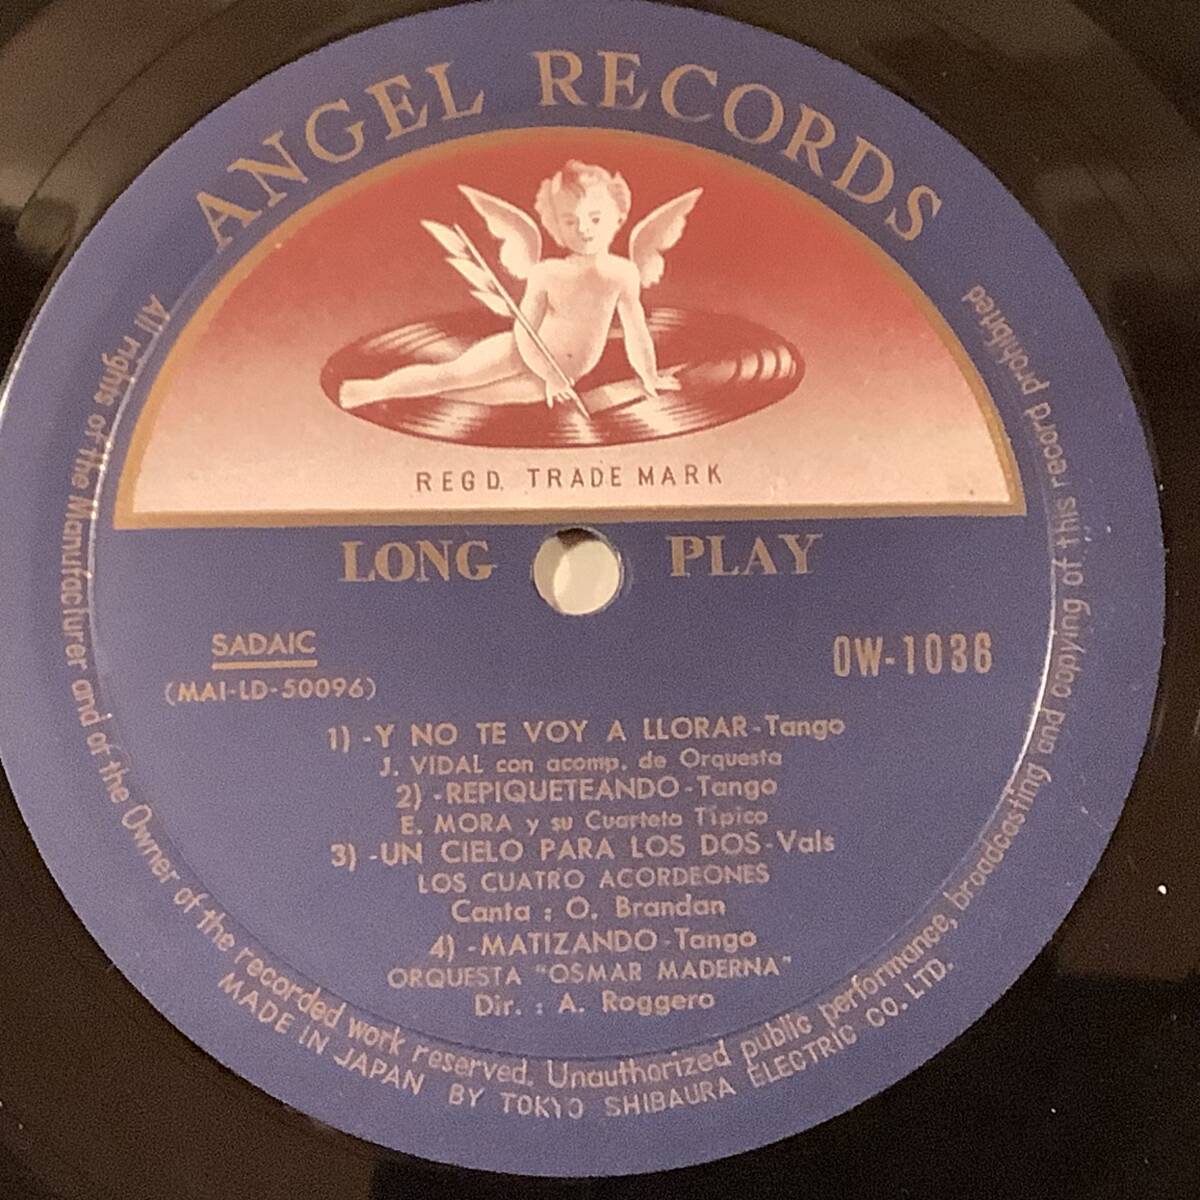 ANGEL RECORDS
REGD. TRADE MARK
LONG PLAY
SADAIC
(MAI-LD-50096)
OW-1036
1) -Y NO TE VOY A LLORAR-Tango
J. VIDAL con acomp. de Orquesta
2) -REPIQUETEANDO-Tango
E. MORA y su Cuarteto Típico
3) -UN CIELO PARA LOS DOS-Vals
LOS CUATRO ACORDEONES
Canta : O. Brandan
4) -MATIZANDO-Tango
ORQUESTA "OSMAR MADERNA"
Dir. : A. Roggero
All rights of the Manufacturer and of the Owner of the recorded work reserved. Unauthorized public performance, broadcasting and copying of this record prohibited
MADE IN JAPAN BY TOKYO SHIBAURA ELECTRIC CO. LTD.